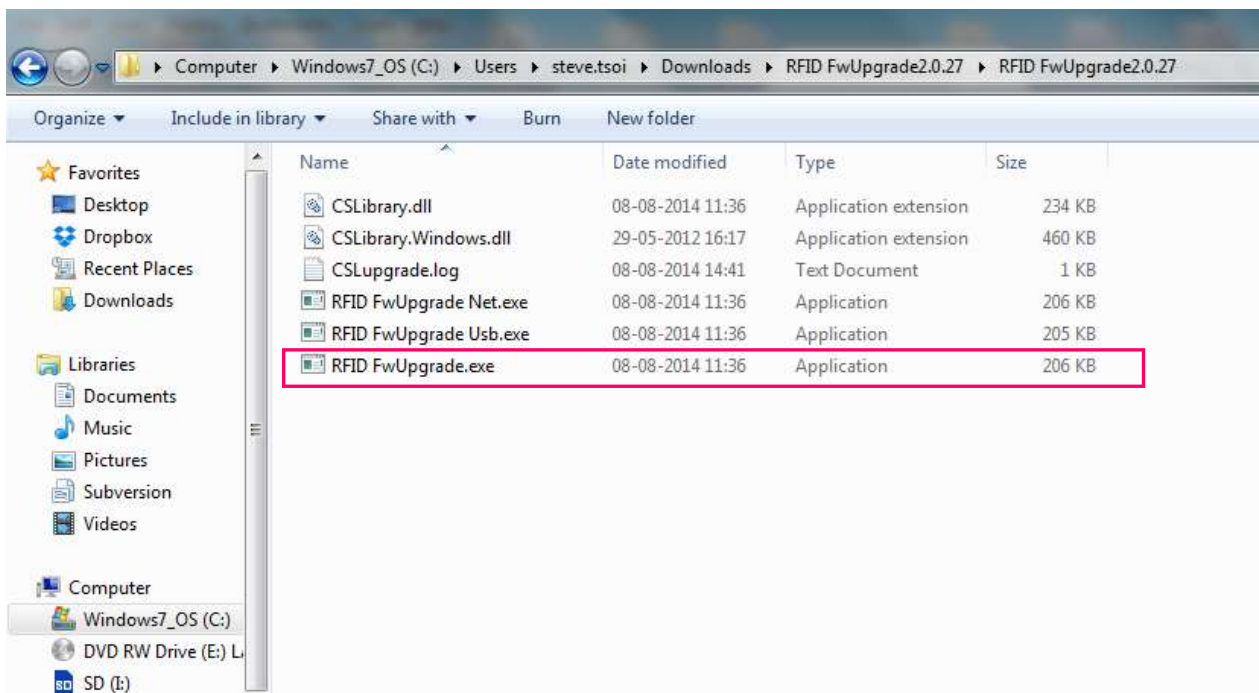 Computer Windows7_OS (C:) Users steve.tsoi Downloads RFID FwUpgrade2.0.27 RFID FwUpgrade2.0.27
Organize Include in library Share with Burn New folder
Name Date modified Type Size
CSLibrary.dll 08-08-2014 11:36 Application extension 234 KB
CSLibrary.Windows.dll 29-05-2012 16:17 Application extension 460 KB
CSLupgrade.log 08-08-2014 14:41 Text Document 1 KB
RFID FwUpgrade Net.exe 08-08-2014 11:36 Application 206 KB
RFID FwUpgrade Usb.exe 08-08-2014 11:36 Application 205 KB
RFID FwUpgrade.exe 08-08-2014 11:36 Application 206 KB
Favorites
Desktop
Dropbox
Recent Places
Downloads
Libraries
Documents
Music
Pictures
Subversion
Videos
Computer
Windows7_OS (C:)
DVD RW Drive (E:)
SD (I:)